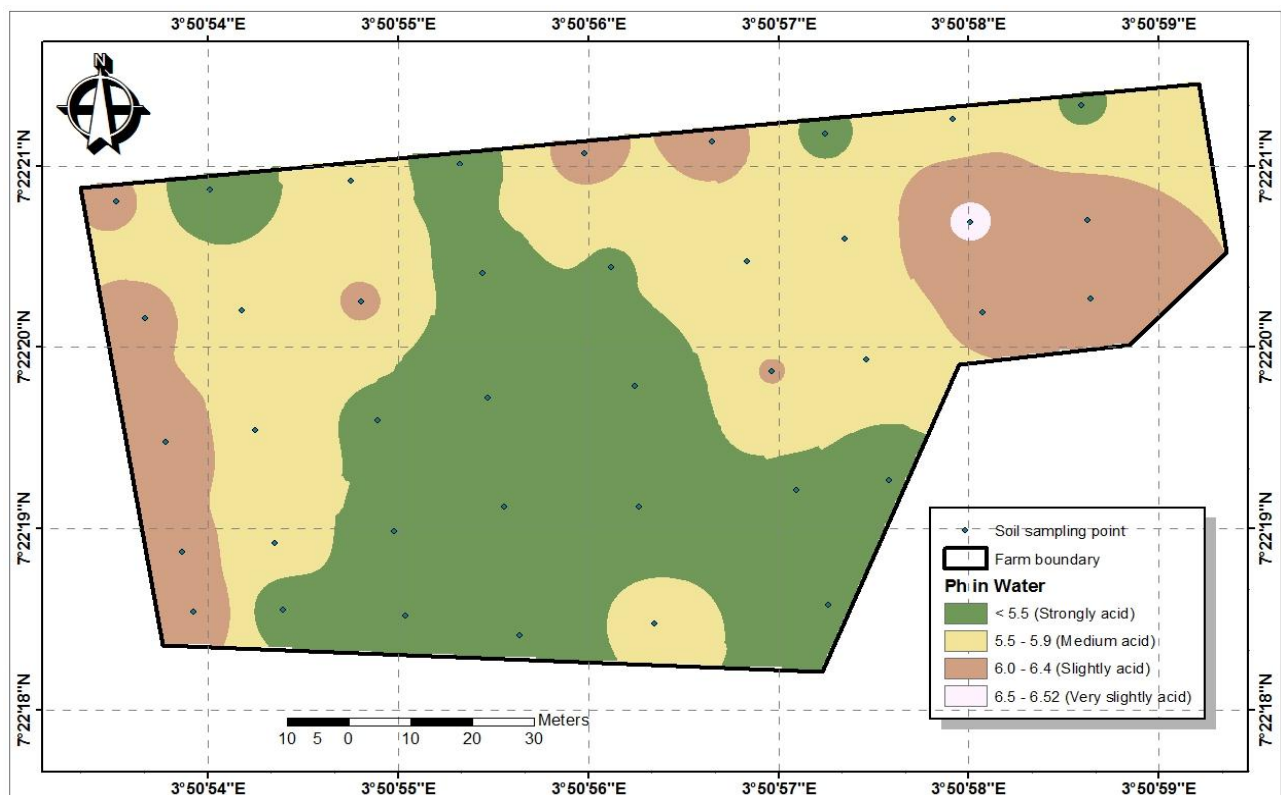 3°50'54"E 3°50'55"E 3°50'56"E 3°50'57"E 3°50'58"E 3°50'59"E
N
7°22'21"N 7°22'21"N
7°22'20"N 7°22'20"N
7°22'19"N 7°22'19"N
Soil sampling point
Farm boundary
Ph in Water
< 5.5 (Strongly acid)
5.5 - 5.9 (Medium acid)
6.0 - 6.4 (Slightly acid)
6.5 - 6.52 (Very slightly acid)
7°22'18"N 7°22'18"N
Meters
10 5 0 10 20 30
3°50'54"E 3°50'55"E 3°50'56"E 3°50'57"E 3°50'58"E 3°50'59"E